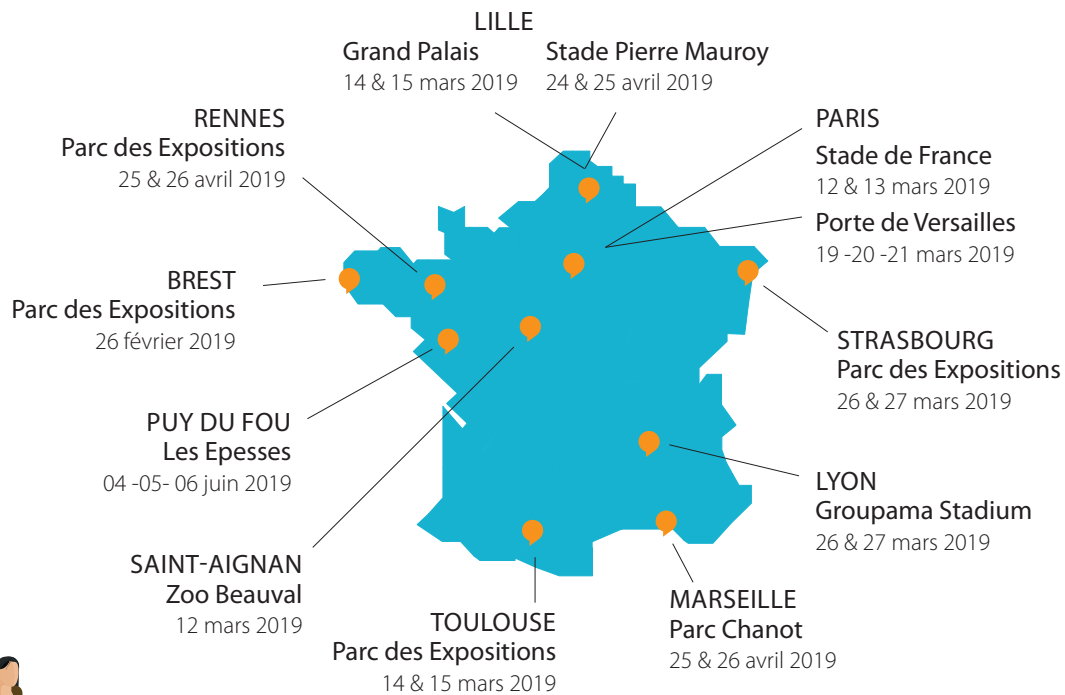 LILLE
Grand Palais
14 & 15 mars 2019
Stade Pierre Mauroy
24 & 25 avril 2019
RENNES
Parc des Expositions
25 & 26 avril 2019
PARIS
Stade de France
12 & 13 mars 2019
Porte de Versailles
19 -20 -21 mars 2019
BREST
Parc des Expositions
26 février 2019
STRASBOURG
Parc des Expositions
26 & 27 mars 2019
PUY DU FOU
Les Epesses
04 -05- 06 juin 2019
LYON
Groupama Stadium
26 & 27 mars 2019
SAINT-AIGNAN
Zoo Beauval
12 mars 2019
MARSEILLE
Parc Chanot
25 & 26 avril 2019
TOULOUSE
Parc des Expositions
14 & 15 mars 2019